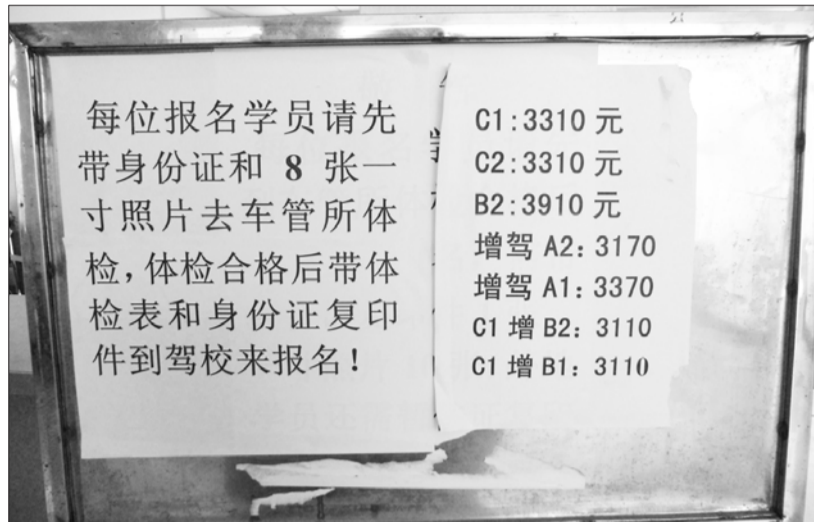 每位报名学员请先
带身份证和 8 张一
寸照片去车管所体
检,体检合格后带体
检表和身份证复印
件到驾校来报名!
C1:3310 元
C2:3310 元
B2:3910 元
增驾 A2: 3170
增驾 A1: 3370
C1 增 B2: 3110
C1 增 B1: 3110